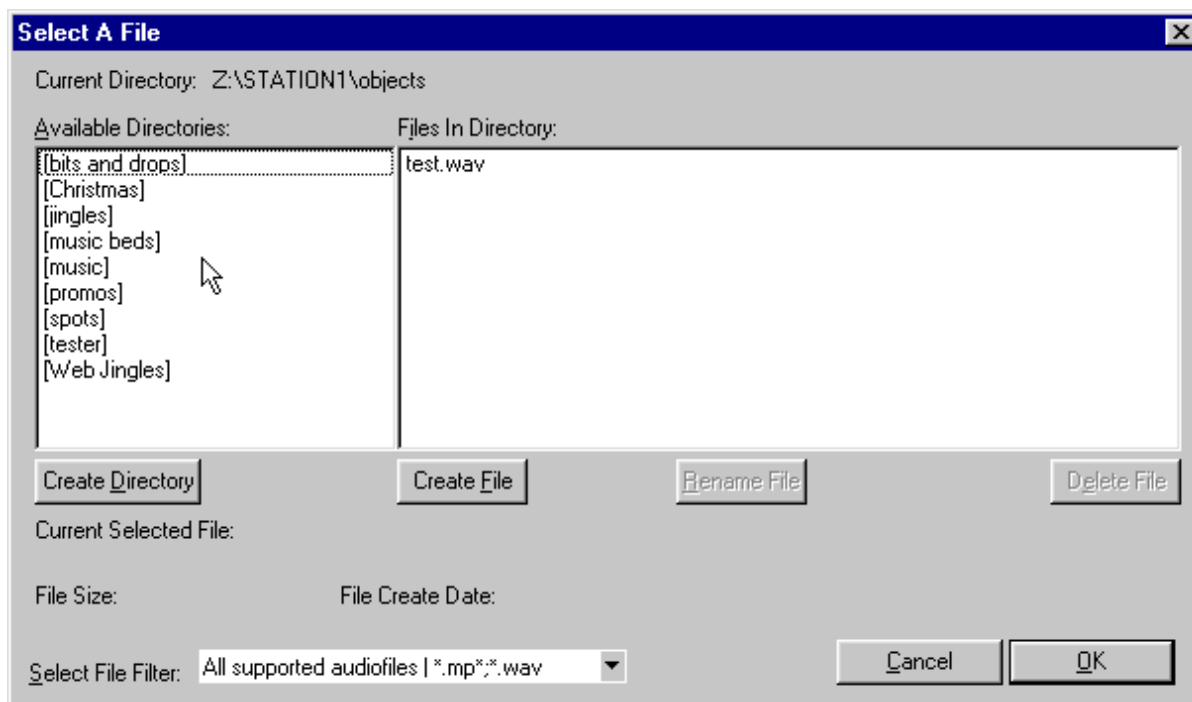 Select A File
Current Directory: Z:\STATION1\objects
Available Directories:
Files In Directory:
[bits and drops]
[Christmas]
[jingles]
[music beds]
[music]
[promos]
[spots]
[tester]
[Web Jingles]
test.wav
Create Directory
Create File
Rename File
Delete File
Current Selected File:
File Size:
File Create Date:
Select File Filter:
All supported audiofiles | *.mp*;*.wav
Cancel
OK